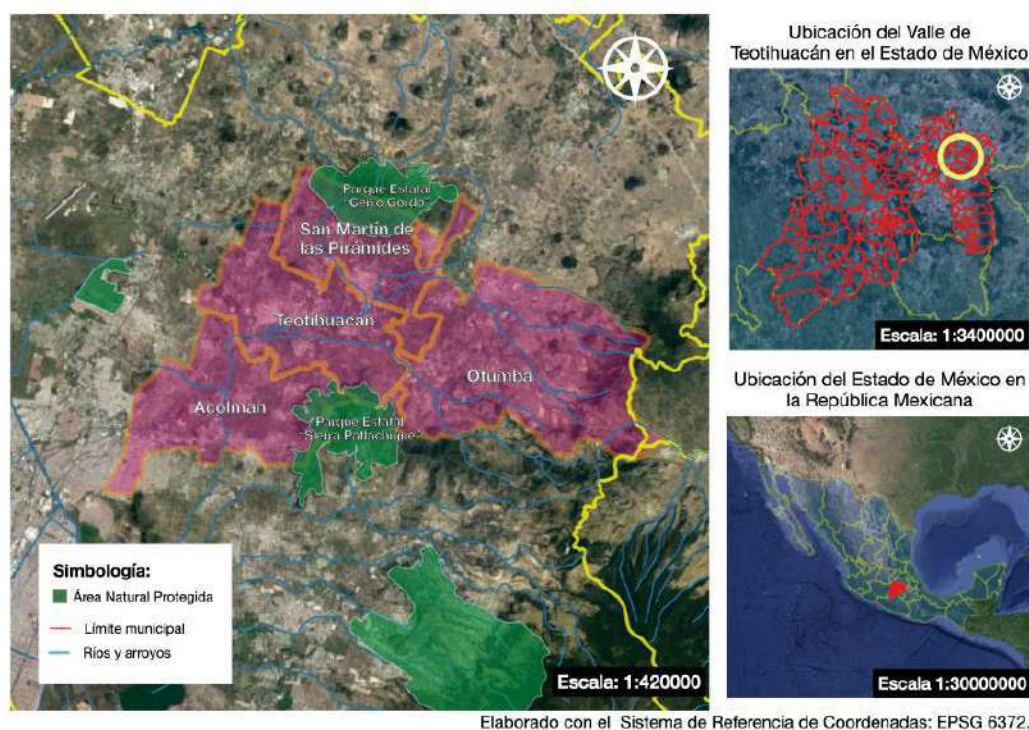 Parque Estatal
"Cerro Gordo"
San Martín de
las Pirámides
Teotihuacán
Otumba
Acolman
Parque Estatal
"Sierra Patlachique"
Simbología:
Área Natural Protegida
Límite municipal
Ríos y arroyos
Escala: 1:420000
Ubicación del Valle de
Teotihuacán en el Estado de México
Escala: 1:3400000
Ubicación del Estado de México en
la República Mexicana
Escala 1:30000000
Elaborado con el Sistema de Referencia de Coordenadas: EPSG 6372.